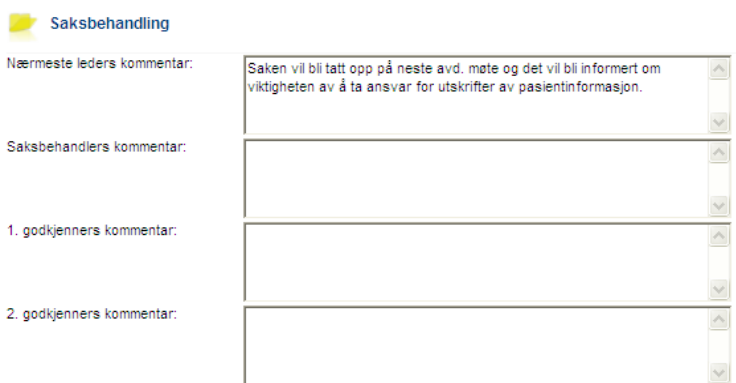 Saksbehandling
Nærmeste leders kommentar:
Saken vil bli tatt opp på neste avd. møte og det vil bli informert om
viktigheten av å ta ansvar for utskrifter av pasientinformasjon.
Saksbehandlers kommentar:
1. godkjenners kommentar:
2. godkjenners kommentar: